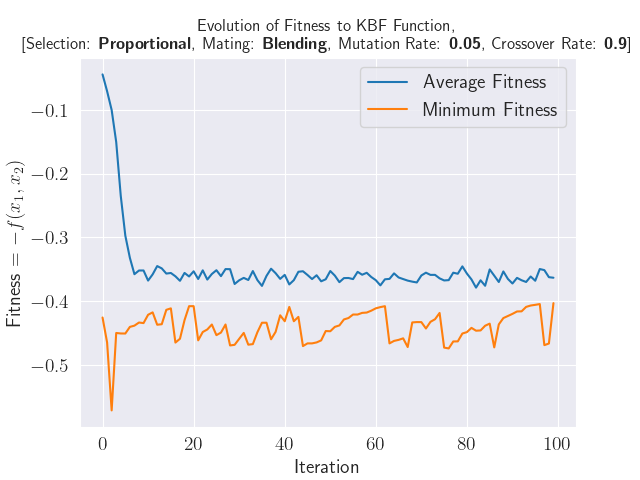 Evolution of Fitness to KBF Function,
[Selection: Proportional, Mating: Blending, Mutation Rate: 0.05, Crossover Rate: 0.9]
Average Fitness
Minimum Fitness
−0.1
−0.2
−0.3
−0.4
−0.5
Fitness = −f(x₁, x₂)
0
20
40
60
80
100
Iteration